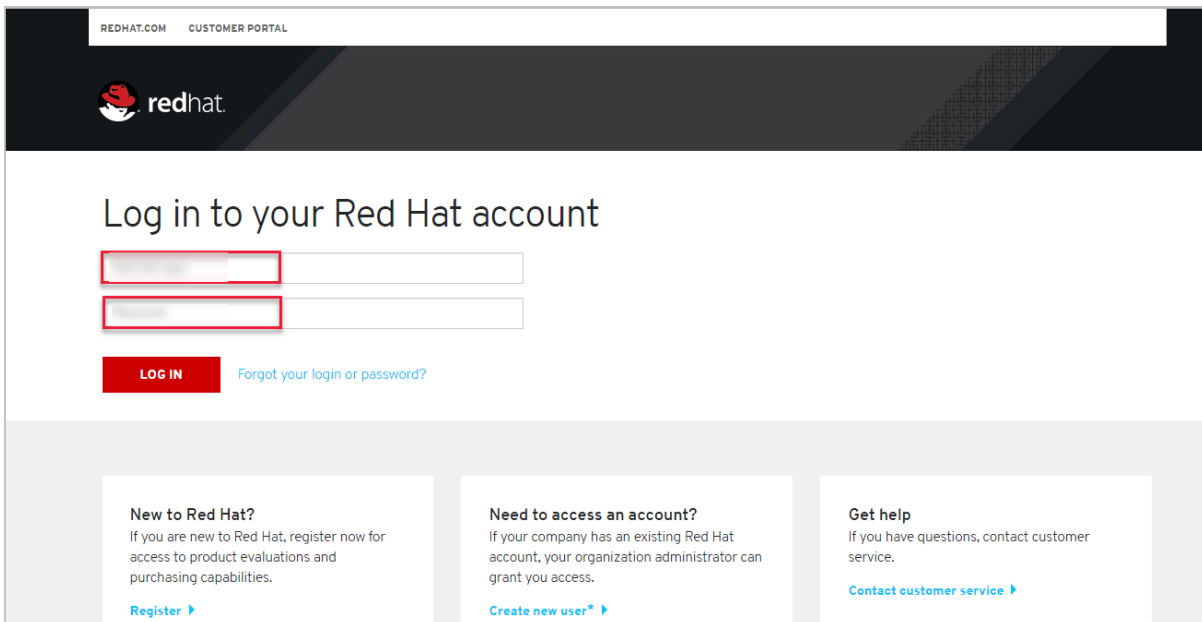 REDHAT.COM CUSTOMER PORTAL
redhat.
Log in to your Red Hat account
LOG IN Forgot your login or password?
New to Red Hat?
If you are new to Red Hat, register now for
access to product evaluations and
purchasing capabilities.
Register
Need to access an account?
If your company has an existing Red Hat
account, your organization administrator can
grant you access.
Create new user*
Get help
If you have questions, contact customer
service.
Contact customer service